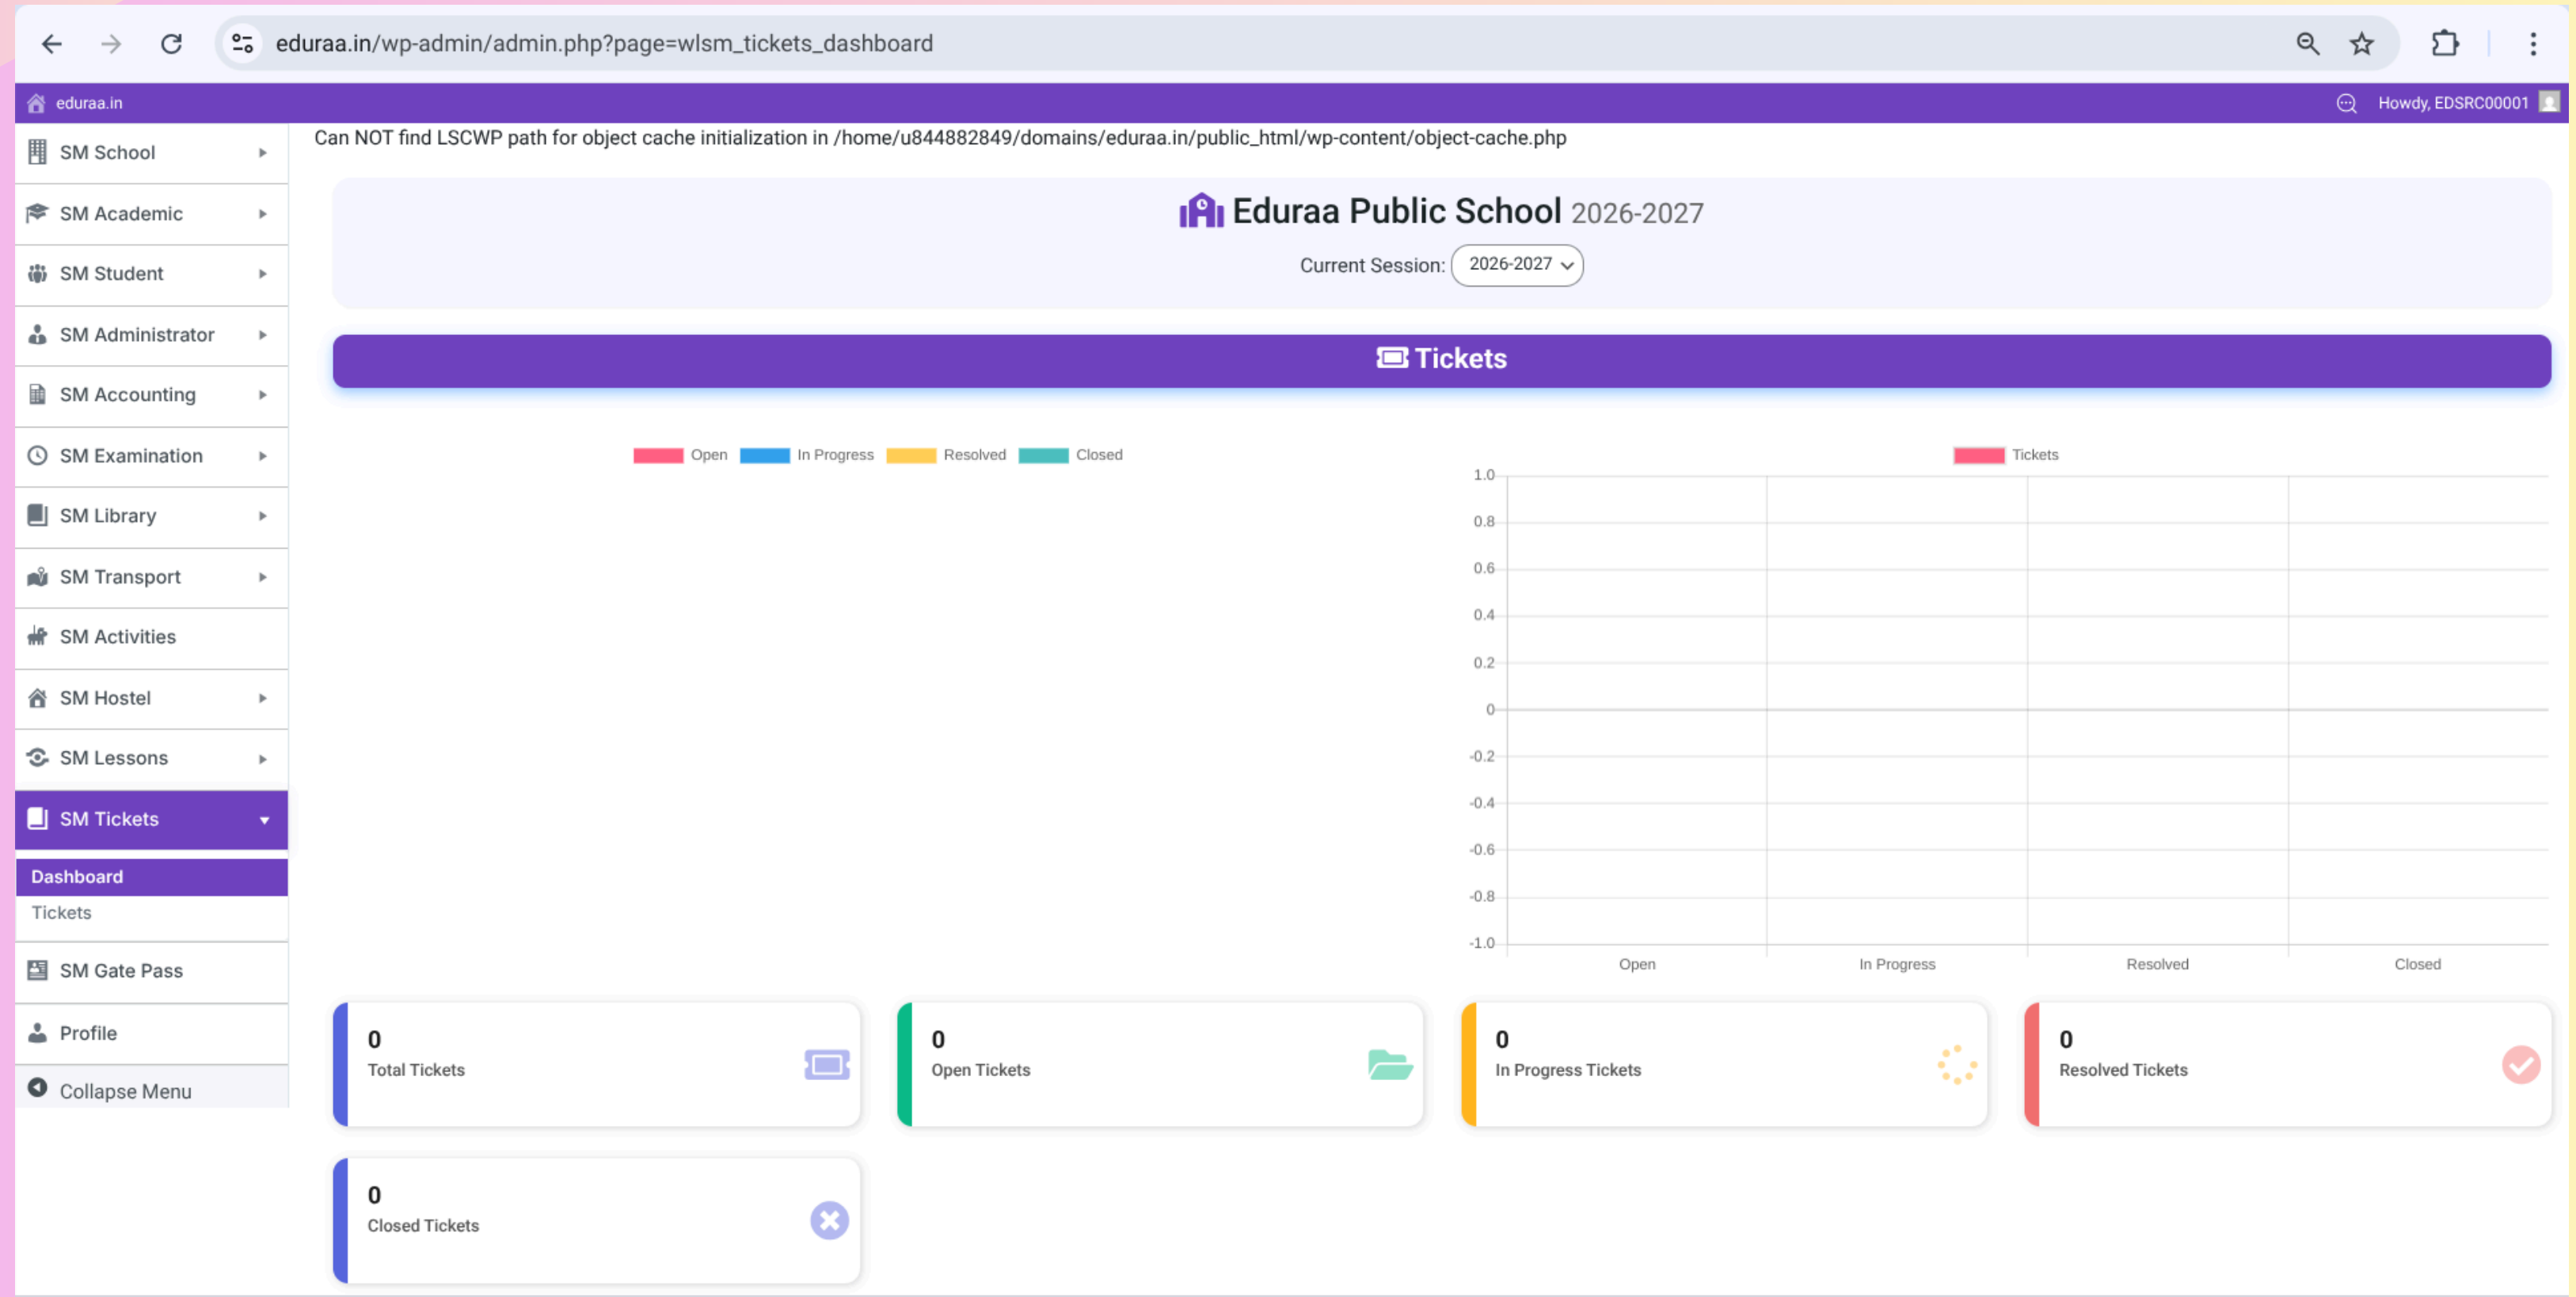 eduraa.in/wp-admin/admin.php?page=wlsm_tickets_dashboard
eduraa.in
Howdy, EDSRC00001
SM School
SM Academic
SM Student
SM Administrator
SM Accounting
SM Examination
SM Library
SM Transport
SM Activities
SM Hostel
SM Lessons
SM Tickets
Dashboard
Tickets
SM Gate Pass
Profile
Collapse Menu
Can NOT find LSCWP path for object cache initialization in /home/u844882849/domains/eduraa.in/public_html/wp-content/object-cache.php
Eduraa Public School 2026-2027
Current Session: 2026-2027
Tickets
Open In Progress Resolved Closed
Tickets
1.0
0.8
0.6
0.4
0.2
0
-0.2
-0.4
-0.6
-0.8
-1.0
Open In Progress Resolved Closed
0
Total Tickets
0
Open Tickets
0
In Progress Tickets
0
Resolved Tickets
0
Closed Tickets